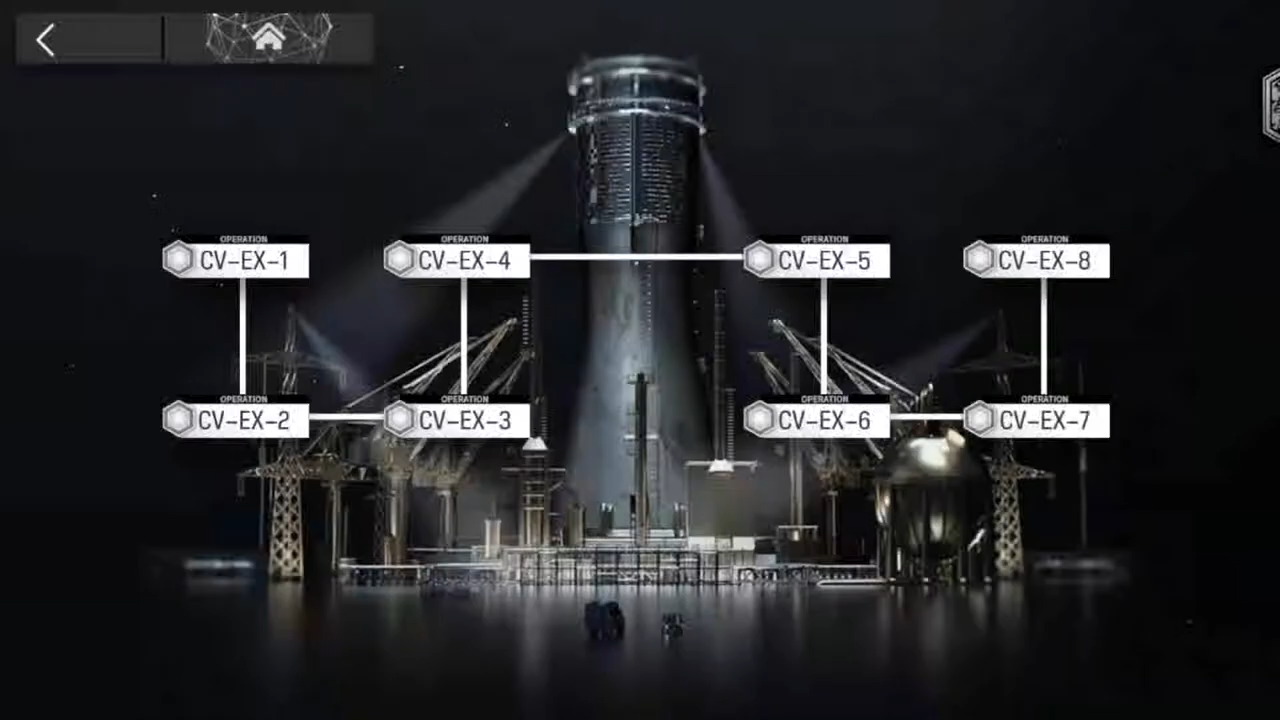 OPERATION
CV-EX-1
OPERATION
CV-EX-4
OPERATION
CV-EX-5
OPERATION
CV-EX-8
OPERATION
CV-EX-2
OPERATION
CV-EX-3
OPERATION
CV-EX-6
OPERATION
CV-EX-7